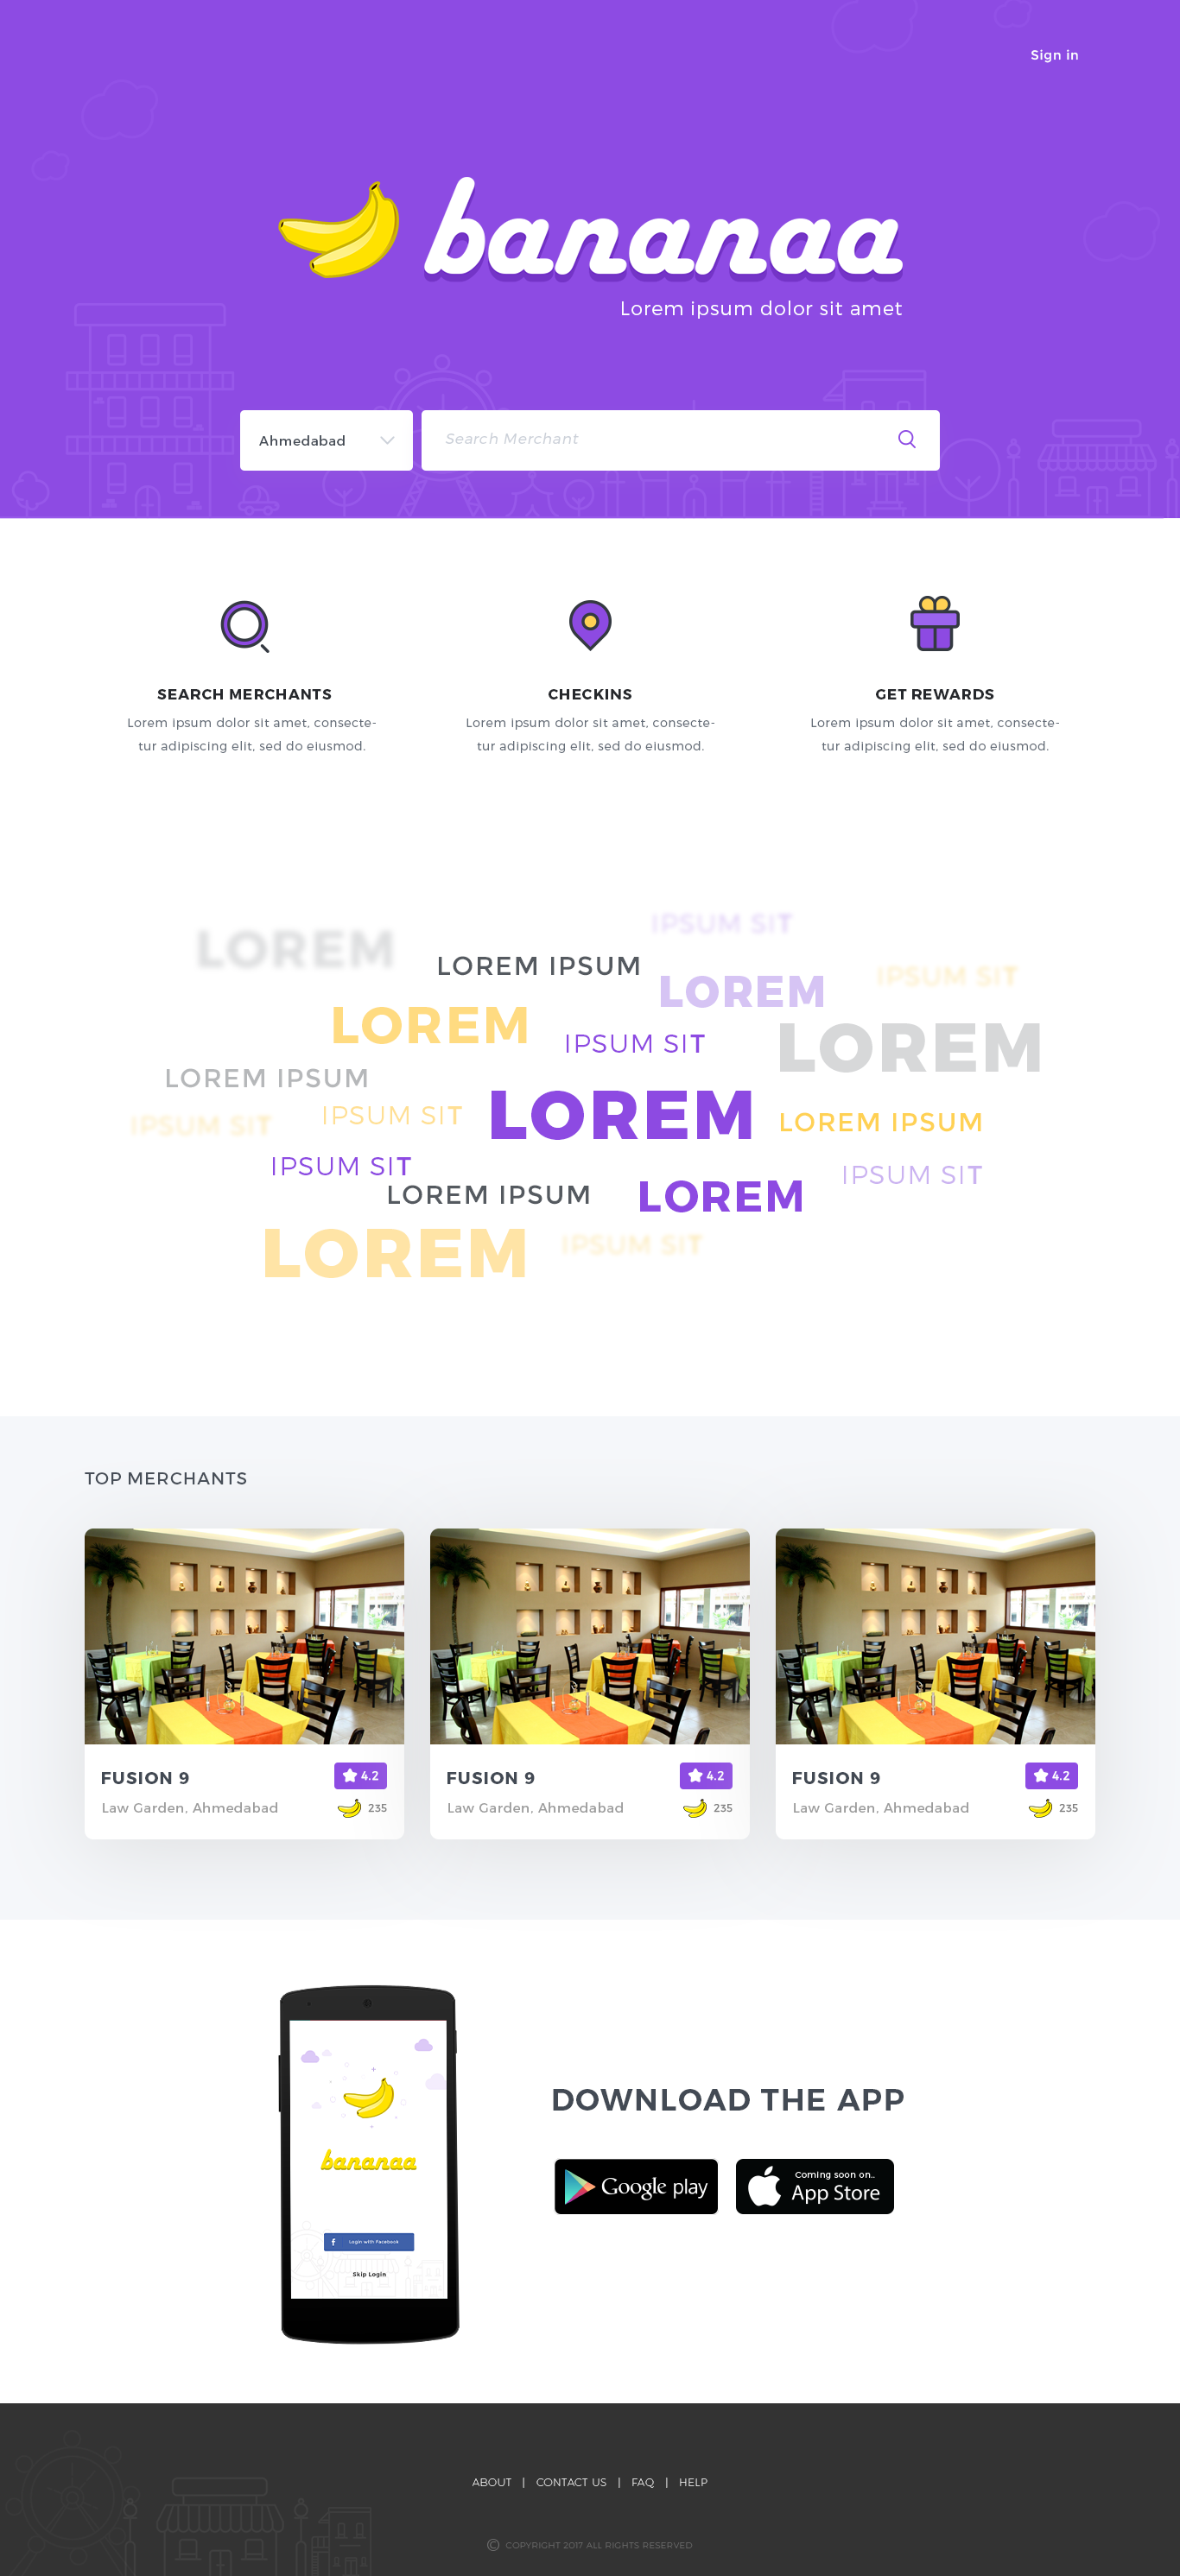 Sign in
bananaa
Lorem ipsum dolor sit amet
Ahmedabad
Search Merchant
SEARCH MERCHANTS
Lorem ipsum dolor sit amet, consecte-
tur adipiscing elit, sed do eiusmod.
CHECKINS
Lorem ipsum dolor sit amet, consecte-
tur adipiscing elit, sed do eiusmod.
GET REWARDS
Lorem ipsum dolor sit amet, consecte-
tur adipiscing elit, sed do eiusmod.
IPSUM SIT
LOREM
LOREM IPSUM
IPSUM SIT
LOREM
LOREM
IPSUM SIT
LOREM
LOREM IPSUM
IPSUM SIT
IPSUM SIT
LOREM
LOREM IPSUM
IPSUM SIT
IPSUM SIT
LOREM IPSUM
LOREM
LOREM
IPSUM SIT
TOP MERCHANTS
FUSION 9
4.2
Law Garden, Ahmedabad
235
FUSION 9
4.2
Law Garden, Ahmedabad
235
FUSION 9
4.2
Law Garden, Ahmedabad
235
bananaa
f Login with Facebook
Skip Login
DOWNLOAD THE APP
Google play
Coming soon on..
App Store
ABOUT | CONTACT US | FAQ | HELP
© COPYRIGHT 2017 ALL RIGHTS RESERVED